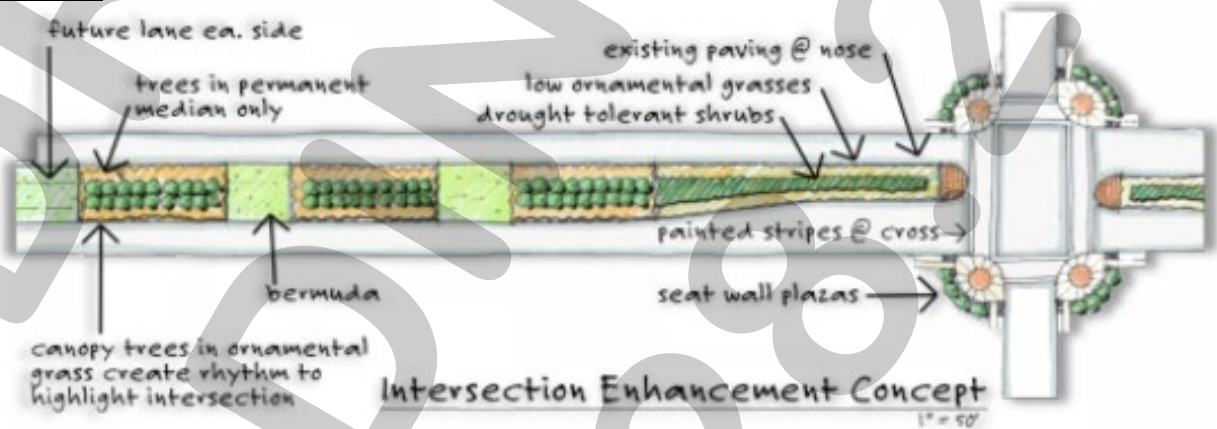 future lane ea. side
trees in permanent
median only
existing paving @ nose
low ornamental grasses
drought tolerant shrubs
painted stripes @ cross
bermuda
seat wall plazas
canopy trees in ornamental
grass create rhythm to
highlight intersection
Intersection Enhancement Concept
1" = 50'